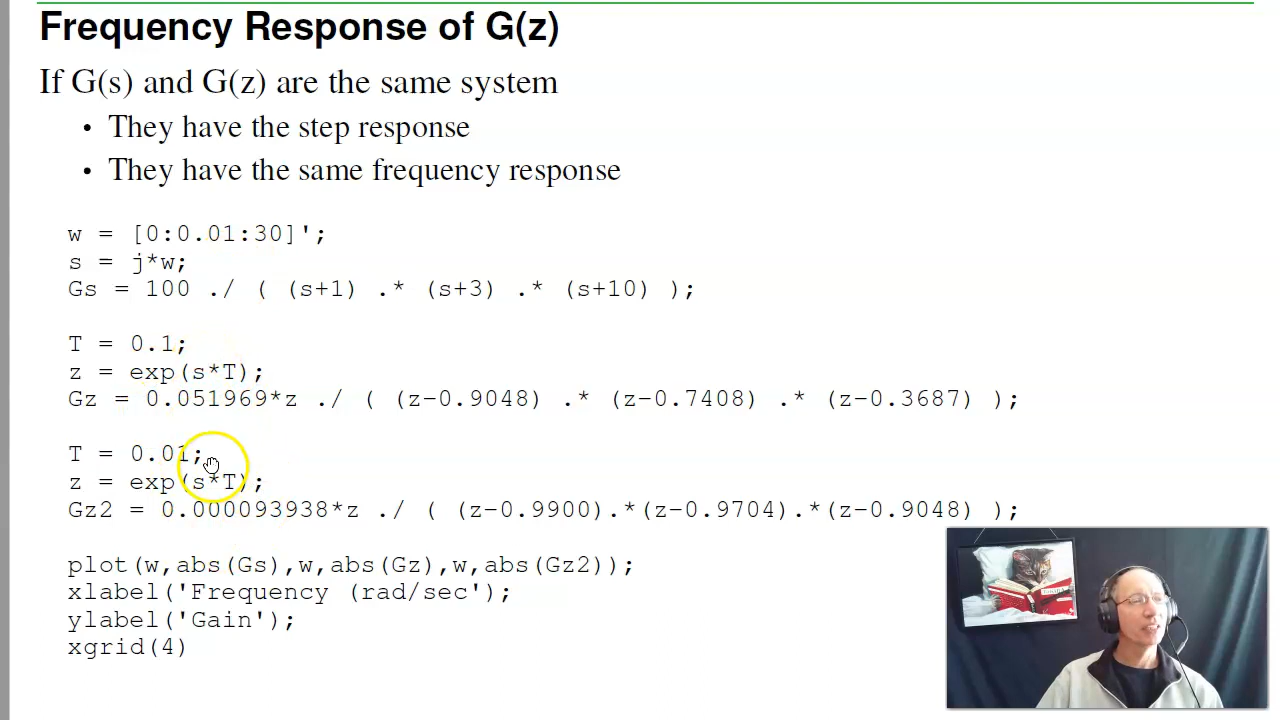 Frequency Response of G(z)
If G(s) and G(z) are the same system
• They have the step response
• They have the same frequency response
w = [0:0.01:30]';
s = j*w;
Gs = 100 ./ ( (s+1) .* (s+3) .* (s+10) );
T = 0.1;
z = exp(s*T);
Gz = 0.051969*z ./ ( (z-0.9048) .* (z-0.7408) .* (z-0.3687) );
T = 0.01;
z = exp(s*T);
Gz2 = 0.000093938*z ./ ( (z-0.9900).*(z-0.9704).*(z-0.9048) );
plot(w,abs(Gs),w,abs(Gz),w,abs(Gz2));
xlabel('Frequency (rad/sec');
ylabel('Gain');
xgrid(4)